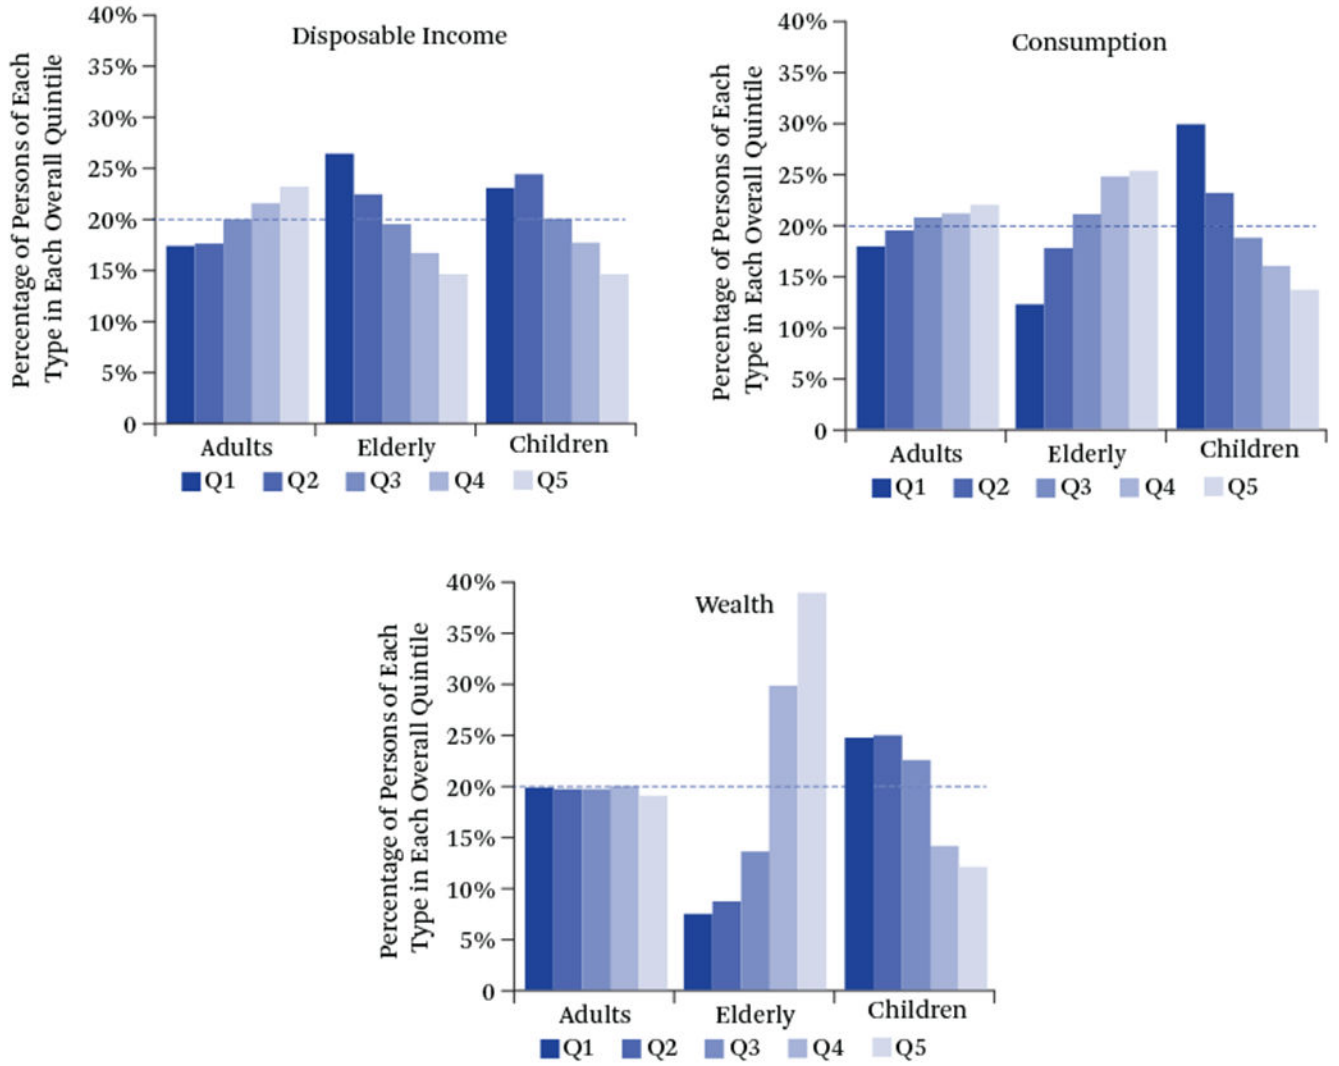 Disposable Income
Percentage of Persons of Each
Type in Each Overall Quintile
40%
35%
30%
25%
20%
15%
10%
5%
0
Adults Elderly Children
Q1 Q2 Q3 Q4 Q5
Consumption
Percentage of Persons of Each
Type in Each Overall Quintile
40%
35%
30%
25%
20%
15%
10%
5%
0
Adults Elderly Children
Q1 Q2 Q3 Q4 Q5
Wealth
Percentage of Persons of Each
Type in Each Overall Quintile
40%
35%
30%
25%
20%
15%
10%
5%
0
Adults Elderly Children
Q1 Q2 Q3 Q4 Q5